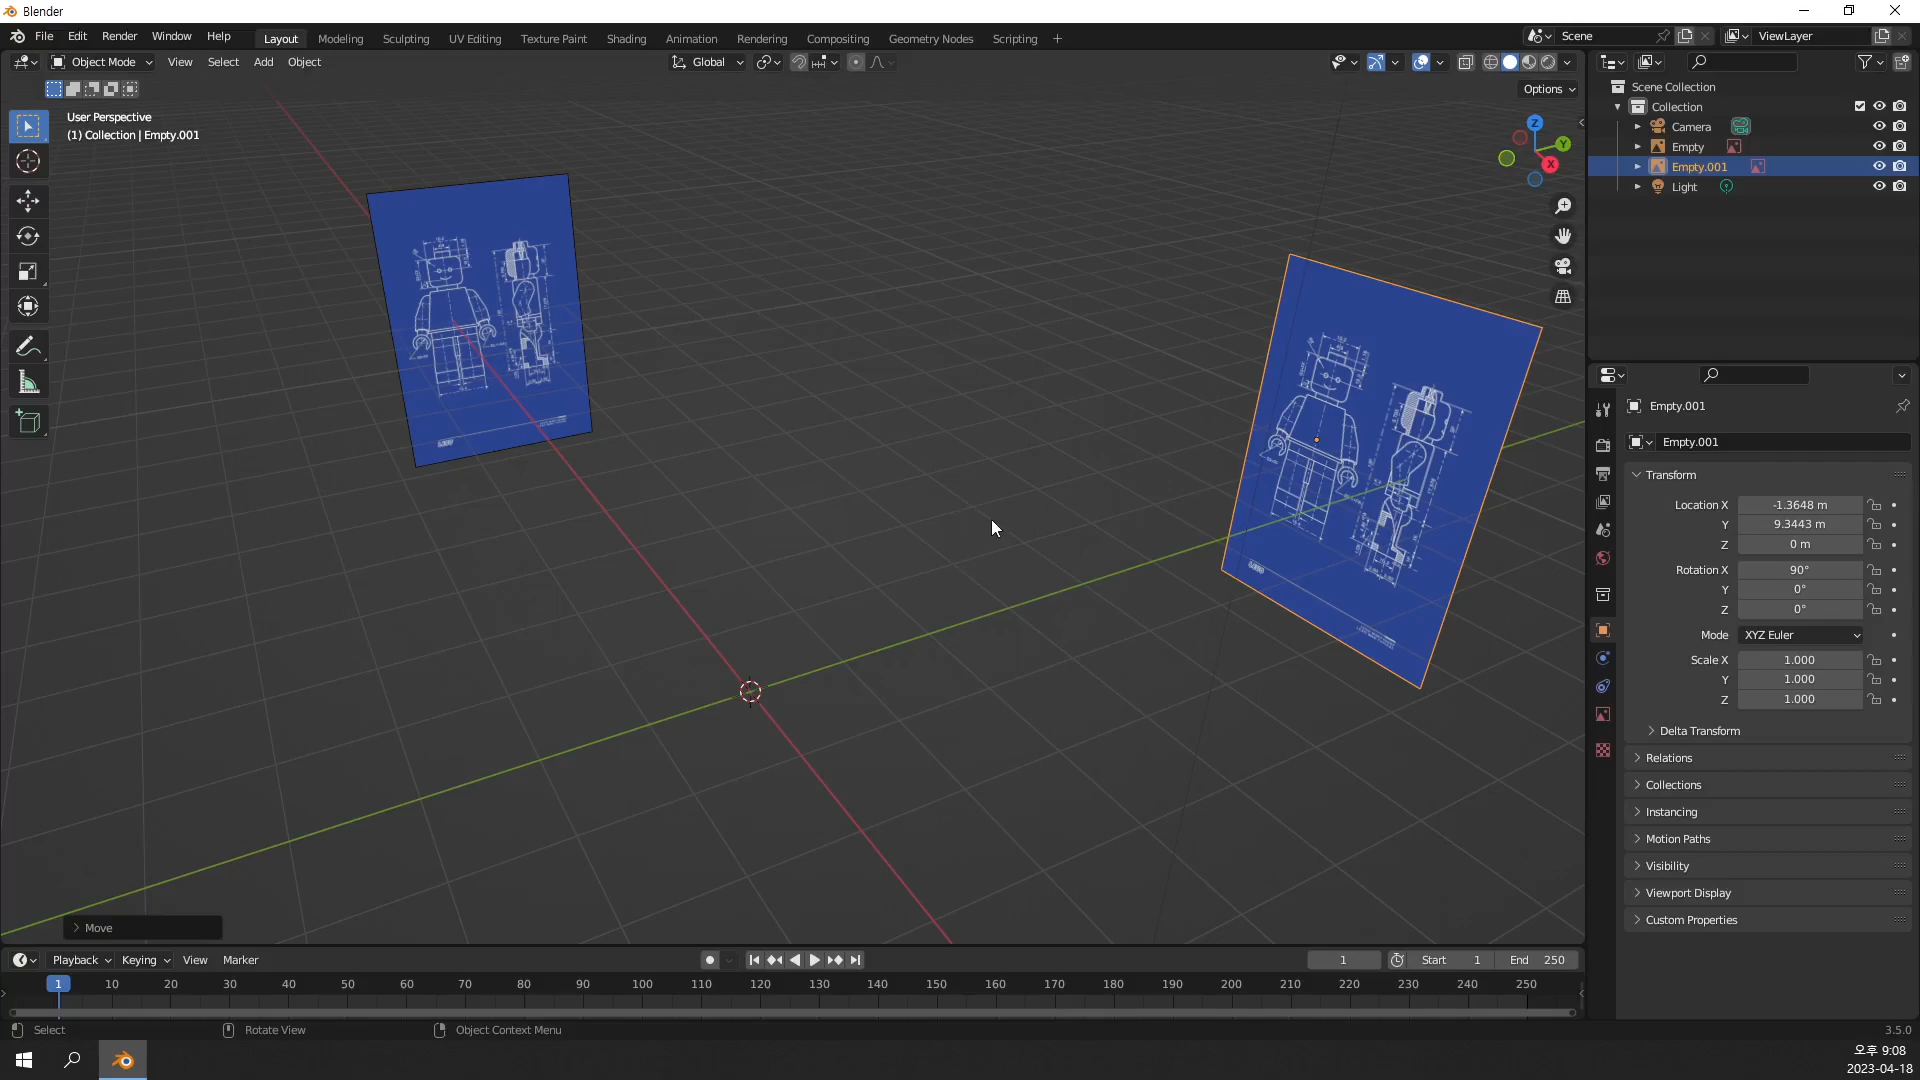 Blender
File Edit Render Window Help
Layout Modeling Sculpting UV Editing Texture Paint Shading Animation Rendering Compositing Geometry Nodes Scripting +
Scene
ViewLayer
Object Mode View Select Add Object
Global
Options
User Perspective
(1) Collection | Empty.001
Z
Y
X
Scene Collection
Collection
Camera
Empty
Empty.001
Light
Empty.001
Empty.001
Transform
Location X -1.3648 m
Y 9.3443 m
Z 0 m
Rotation X 90°
Y 0°
Z 0°
Mode XYZ Euler
Scale X 1.000
Y 1.000
Z 1.000
Delta Transform
Relations
Collections
Instancing
Motion Paths
Visibility
Viewport Display
Custom Properties
Move
Playback Keying View Marker
1 Start 1 End 250
1 10 20 30 40 50 60 70 80 90 100 110 120 130 140 150 160 170 180 190 200 210 220 230 240 250
Select Rotate View Object Context Menu
3.5.0
오후 9:08
2023-04-18